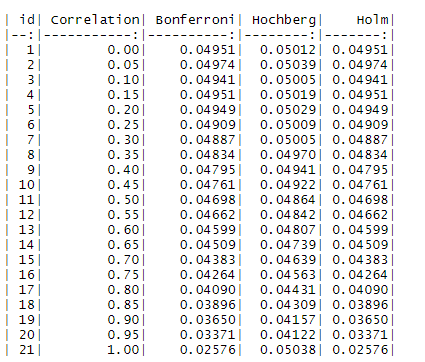 | id| Correlation| Bonferroni| Hochberg|    Holm|
|--:|-----------:|----------:|--------:|-------:|
|  1|        0.00|    0.04951|  0.05012| 0.04951|
|  2|        0.05|    0.04974|  0.05039| 0.04974|
|  3|        0.10|    0.04941|  0.05005| 0.04941|
|  4|        0.15|    0.04951|  0.05019| 0.04951|
|  5|        0.20|    0.04949|  0.05029| 0.04949|
|  6|        0.25|    0.04909|  0.05009| 0.04909|
|  7|        0.30|    0.04887|  0.05005| 0.04887|
|  8|        0.35|    0.04834|  0.04970| 0.04834|
|  9|        0.40|    0.04795|  0.04941| 0.04795|
| 10|        0.45|    0.04761|  0.04922| 0.04761|
| 11|        0.50|    0.04698|  0.04864| 0.04698|
| 12|        0.55|    0.04662|  0.04842| 0.04662|
| 13|        0.60|    0.04599|  0.04807| 0.04599|
| 14|        0.65|    0.04509|  0.04739| 0.04509|
| 15|        0.70|    0.04383|  0.04639| 0.04383|
| 16|        0.75|    0.04264|  0.04563| 0.04264|
| 17|        0.80|    0.04090|  0.04431| 0.04090|
| 18|        0.85|    0.03896|  0.04309| 0.03896|
| 19|        0.90|    0.03650|  0.04157| 0.03650|
| 20|        0.95|    0.03371|  0.04122| 0.03371|
| 21|        1.00|    0.02576|  0.05038| 0.02576|